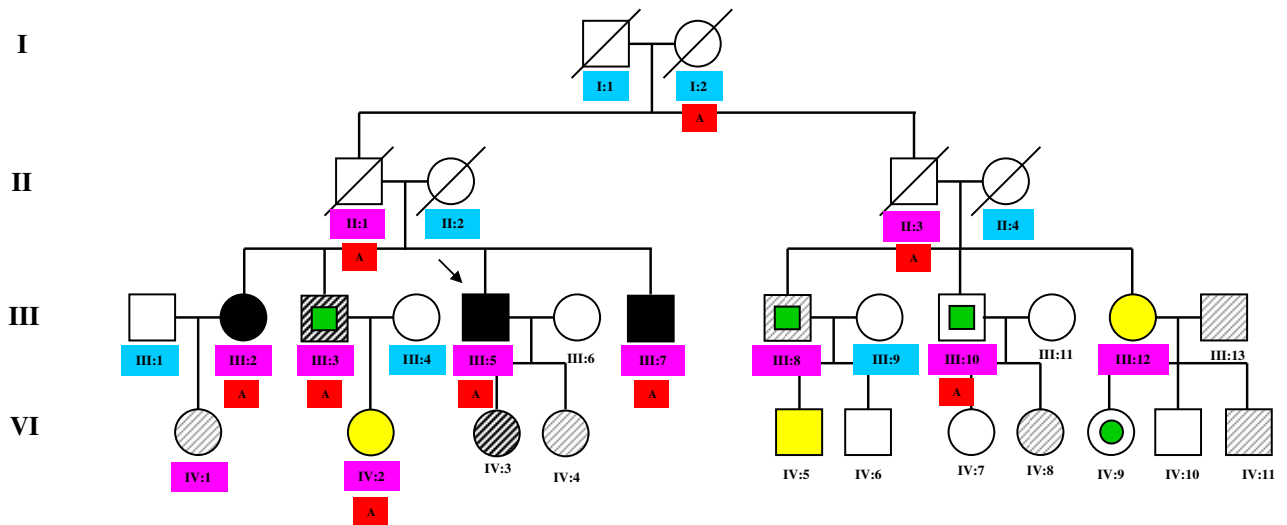 I
I:1
I:2
A
II
II:1
II:2
II:3
II:4
A
A
III
III:1
III:2
III:3
III:4
III:5
III:6
III:7
III:8
III:9
III:10
III:11
III:12
III:13
A
A
A
A
A
VI
IV:1
IV:2
IV:3
IV:4
IV:5
IV:6
IV:7
IV:8
IV:9
IV:10
IV:11
A